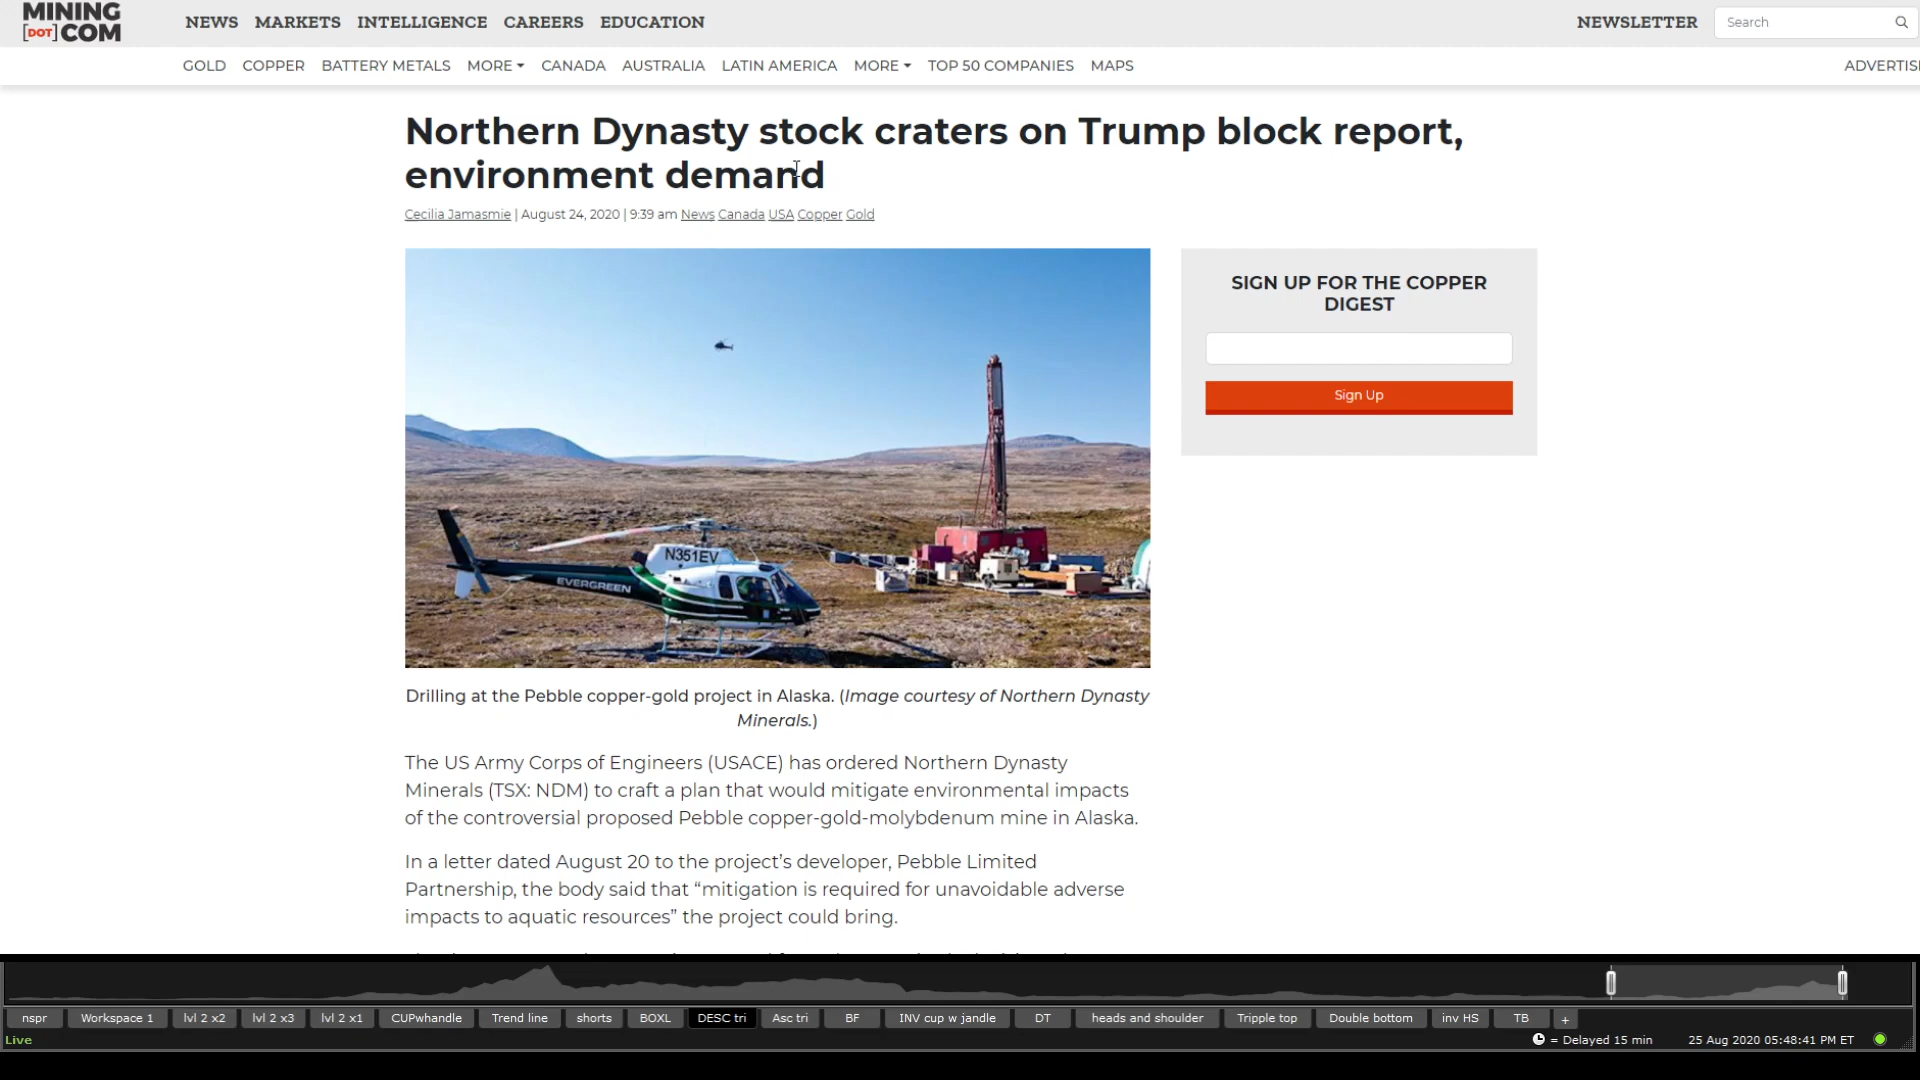 MINING
[DOT]COM
NEWS MARKETS INTELLIGENCE CAREERS EDUCATION
NEWSLETTER
Search
GOLD COPPER BATTERY METALS MORE CANADA AUSTRALIA LATIN AMERICA MORE TOP 50 COMPANIES MAPS
ADVERTIS
Northern Dynasty stock craters on Trump block report,
environment demand
Cecilia Jamasmie | August 24, 2020 | 9:39 am News Canada USA Copper Gold
SIGN UP FOR THE COPPER
DIGEST
Sign Up
N351EV
EVERGREEN
Drilling at the Pebble copper-gold project in Alaska. (Image courtesy of Northern Dynasty
Minerals.)
The US Army Corps of Engineers (USACE) has ordered Northern Dynasty
Minerals (TSX: NDM) to craft a plan that would mitigate environmental impacts
of the controversial proposed Pebble copper-gold-molybdenum mine in Alaska.
In a letter dated August 20 to the project’s developer, Pebble Limited
Partnership, the body said that “mitigation is required for unavoidable adverse
impacts to aquatic resources” the project could bring.
nspr Workspace 1 lvl 2 x2 lvl 2 x3 lvl 2 x1 CUPwhandle Trend line shorts BOXL DESC tri Asc tri BF INV cup w jandle DT heads and shoulder Tripple top Double bottom inv HS TB +
Live
= Delayed 15 min 25 Aug 2020 05:48:41 PM ET